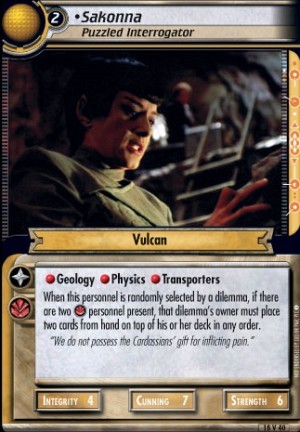 2
•Sakonna
Puzzled Interrogator
Vulcan
Geology Physics Transporters
When this personnel is randomly selected by a dilemma, if there
are two personnel present, that dilemma's owner must place
two cards from hand on top of his or her deck in any order.
"We do not possess the Cardassians' gift for inflicting pain."
INTEGRITY 4 CUNNING 7 STRENGTH 6
18 V 40